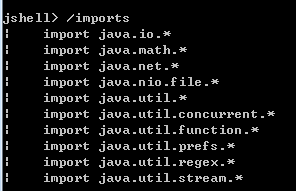 jshell> /imports
¦    import java.io.*
¦    import java.math.*
¦    import java.net.*
¦    import java.nio.file.*
¦    import java.util.*
¦    import java.util.concurrent.*
¦    import java.util.function.*
¦    import java.util.prefs.*
¦    import java.util.regex.*
¦    import java.util.stream.*